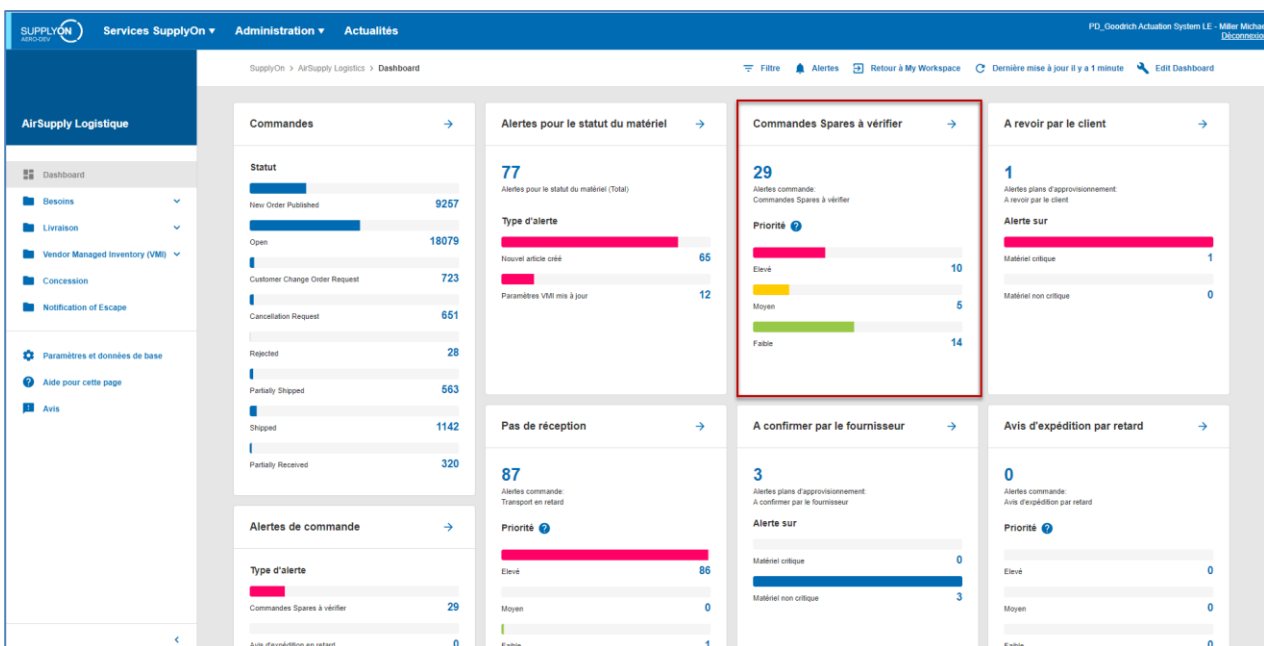 SUPPLYON
AERO-DEV
Services SupplyOn
Administration
Actualités
PD_Goodrich Actuation System LE - Miller Michae
Déconnexion
SupplyOn > AirSupply Logistics > Dashboard
Filtre
Alertes
Retour à My Workspace
Dernière mise à jour il y a 1 minute
Edit Dashboard
AirSupply Logistique
Dashboard
Besoins
Livraison
Vendor Managed Inventory (VMI)
Concession
Notification of Escape
Paramètres et données de base
Aide pour cette page
Avis
Commandes
Statut
New Order Published 9257
Open 18079
Customer Change Order Request 723
Cancellation Request 651
Rejected 28
Partially Shipped 563
Shipped 1142
Partially Received 320
Alertes pour le statut du matériel
77
Alertes pour le statut du matériel (Total)
Type d'alerte
Nouvel article créé 65
Paramètres VMI mis à jour 12
Commandes Spares à vérifier
29
Alertes commande:
Commandes Spares à vérifier
Priorité ?
Elevé 10
Moyen 5
Faible 14
A revoir par le client
1
Alertes plans d'approvisionnement:
A revoir par le client
Alerte sur
Matériel critique 1
Matériel non critique 0
Alertes de commande
Type d'alerte
Commandes Spares à vérifier 29
Avis d'expédition en retard 0
Pas de réception
87
Alertes commande:
Transport en retard
Priorité ?
Elevé 86
Moyen 0
Faible 1
A confirmer par le fournisseur
3
Alertes plans d'approvisionnement:
A confirmer par le fournisseur
Alerte sur
Matériel critique 0
Matériel non critique 3
Avis d'expédition par retard
0
Alertes commande:
Avis d'expédition par retard
Priorité ?
Elevé 0
Moyen 0
Faible 0